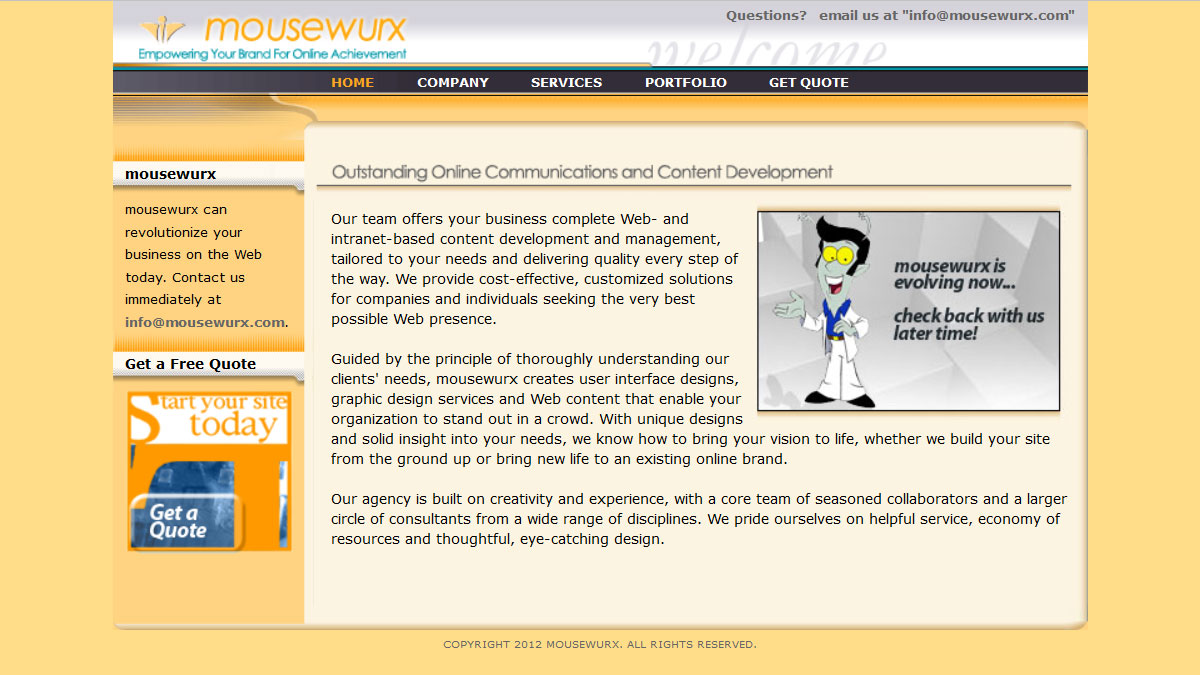 mousewurx
Empowering Your Brand For Online Achievement
Questions? email us at "info@mousewurx.com"
welcome
HOME COMPANY SERVICES PORTFOLIO GET QUOTE
mousewurx
mousewurx can
revolutionize your
business on the Web
today. Contact us
immediately at
info@mousewurx.com.
Get a Free Quote
Start your site
today
Get a
Quote
Outstanding Online Communications and Content Development
Our team offers your business complete Web- and
intranet-based content development and management,
tailored to your needs and delivering quality every step of
the way. We provide cost-effective, customized solutions
for companies and individuals seeking the very best
possible Web presence.
mousewurx is
evolving now...
check back with us
later time!
Guided by the principle of thoroughly understanding our
clients' needs, mousewurx creates user interface designs,
graphic design services and Web content that enable your
organization to stand out in a crowd. With unique designs
and solid insight into your needs, we know how to bring your vision to life, whether we build your site
from the ground up or bring new life to an existing online brand.
Our agency is built on creativity and experience, with a core team of seasoned collaborators and a larger
circle of consultants from a wide range of disciplines. We pride ourselves on helpful service, economy of
resources and thoughtful, eye-catching design.
COPYRIGHT 2012 MOUSEWURX. ALL RIGHTS RESERVED.